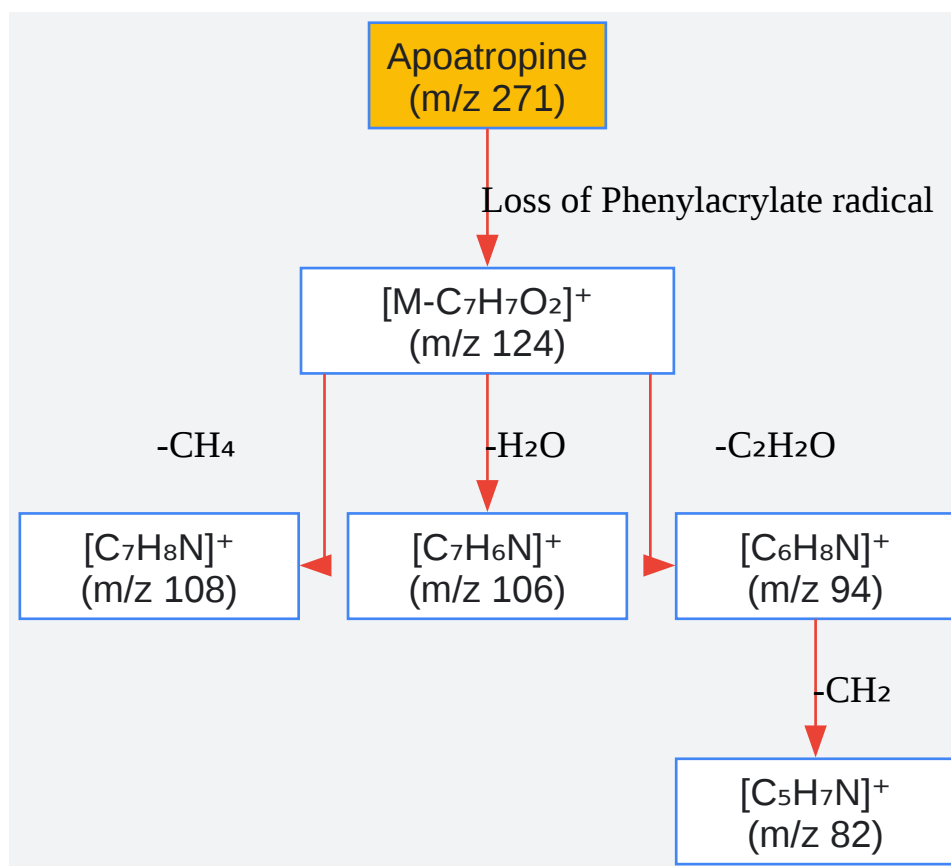 Apoatropine
(m/z 271)
Loss of Phenylacrylate radical
[M-C₇H₇O₂]⁺
(m/z 124)
-CH₄
-H₂O
-C₂H₂O
[C₇H₈N]⁺
(m/z 108)
[C₇H₆N]⁺
(m/z 106)
[C₆H₈N]⁺
(m/z 94)
-CH₂
[C₅H₇N]⁺
(m/z 82)